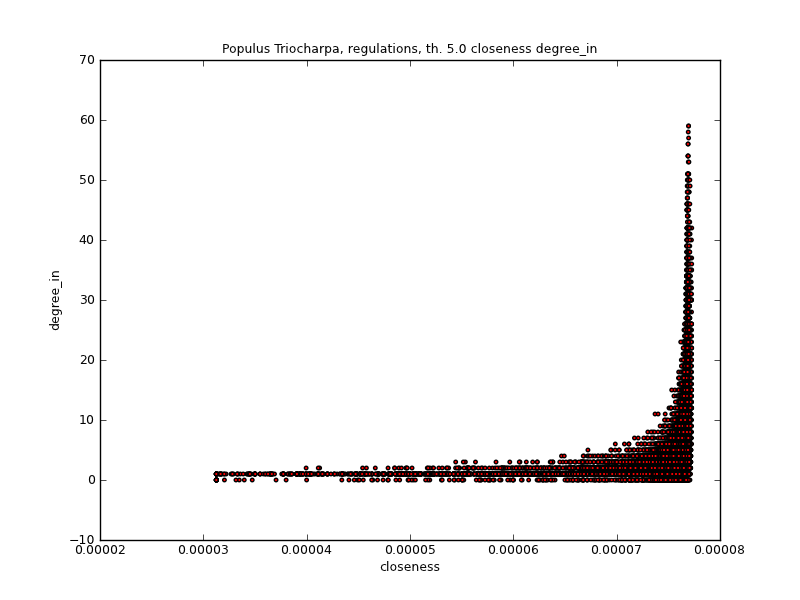 Populus Triocharpa, regulations, th. 5.0 closeness degree_in
70
60
50
40
30
20
10
0
−10
degree_in
0.00002 0.00003 0.00004 0.00005 0.00006 0.00007 0.00008
closeness